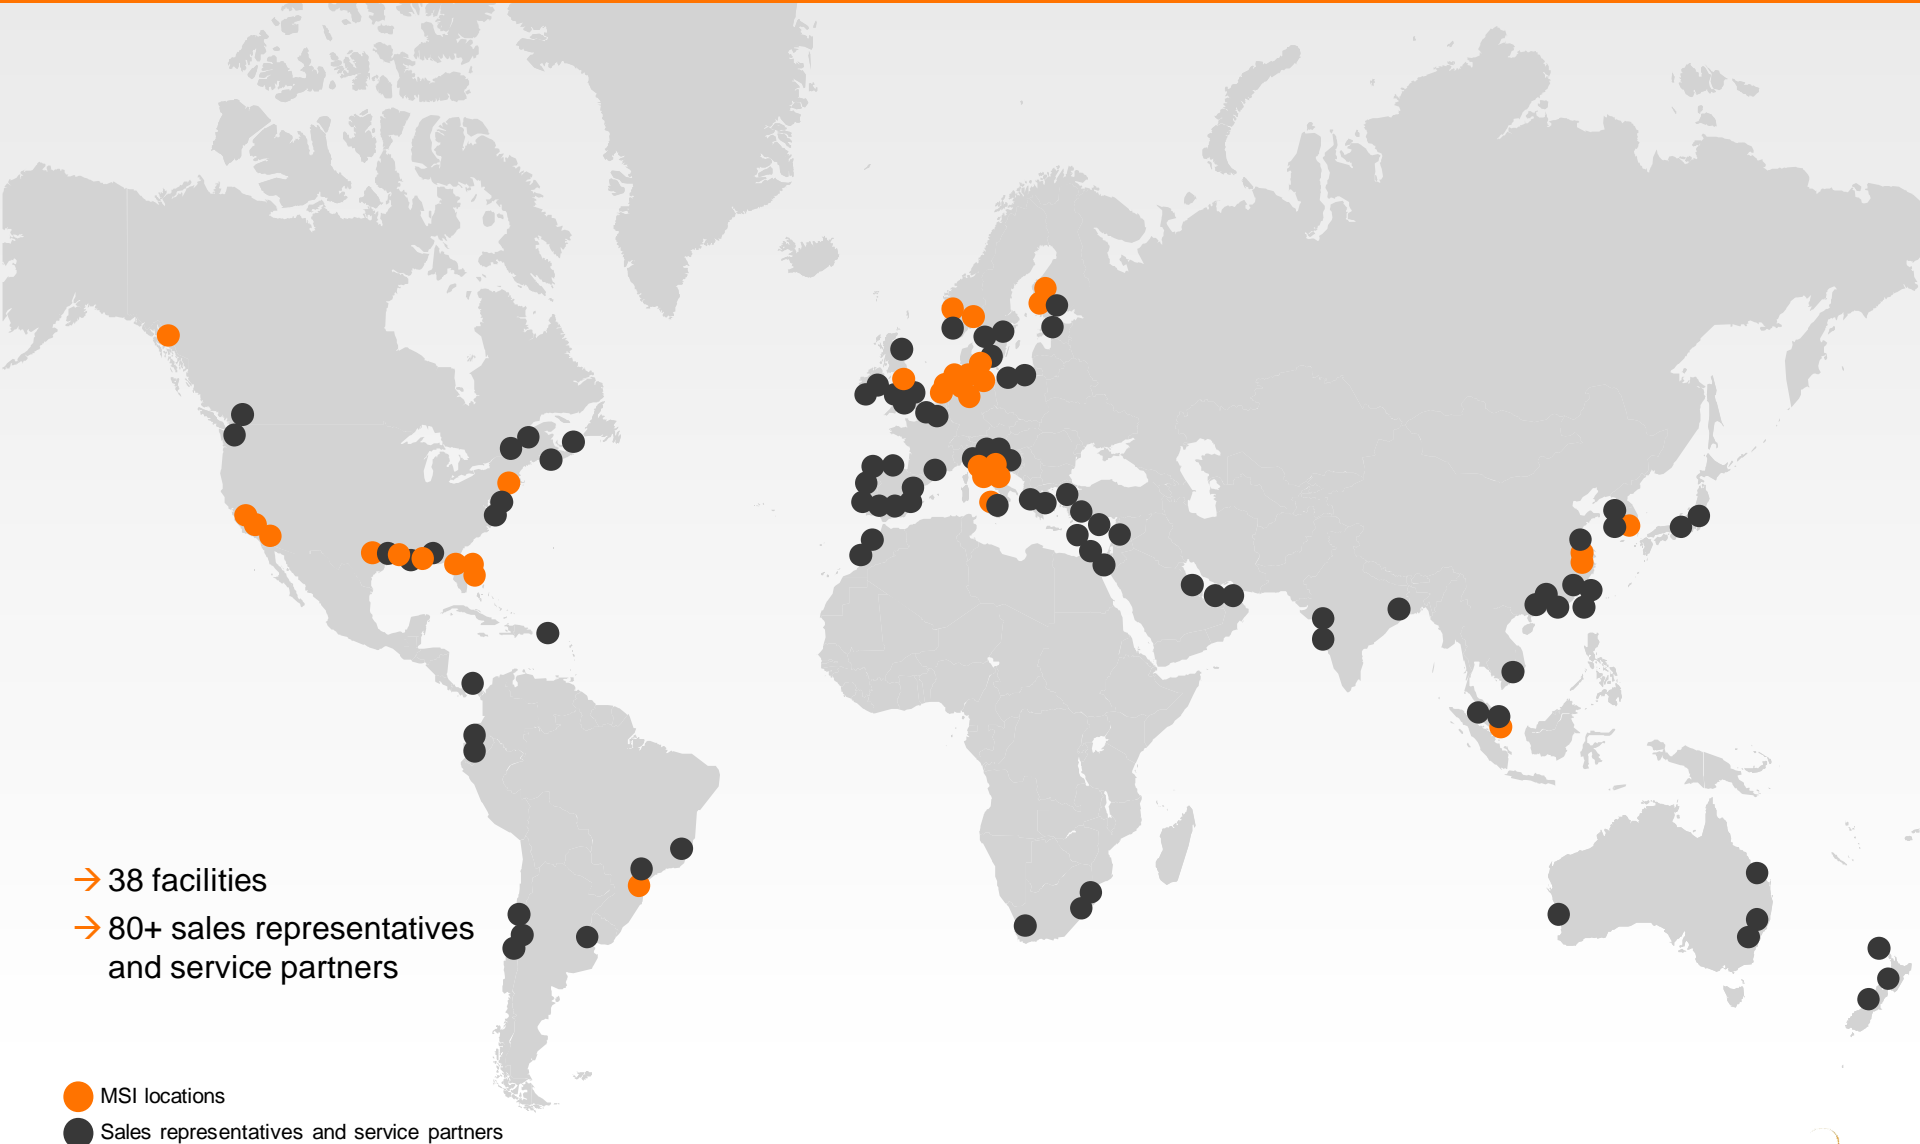 → 38 facilities
→ 80+ sales representatives
and service partners
MSI locations
Sales representatives and service partners